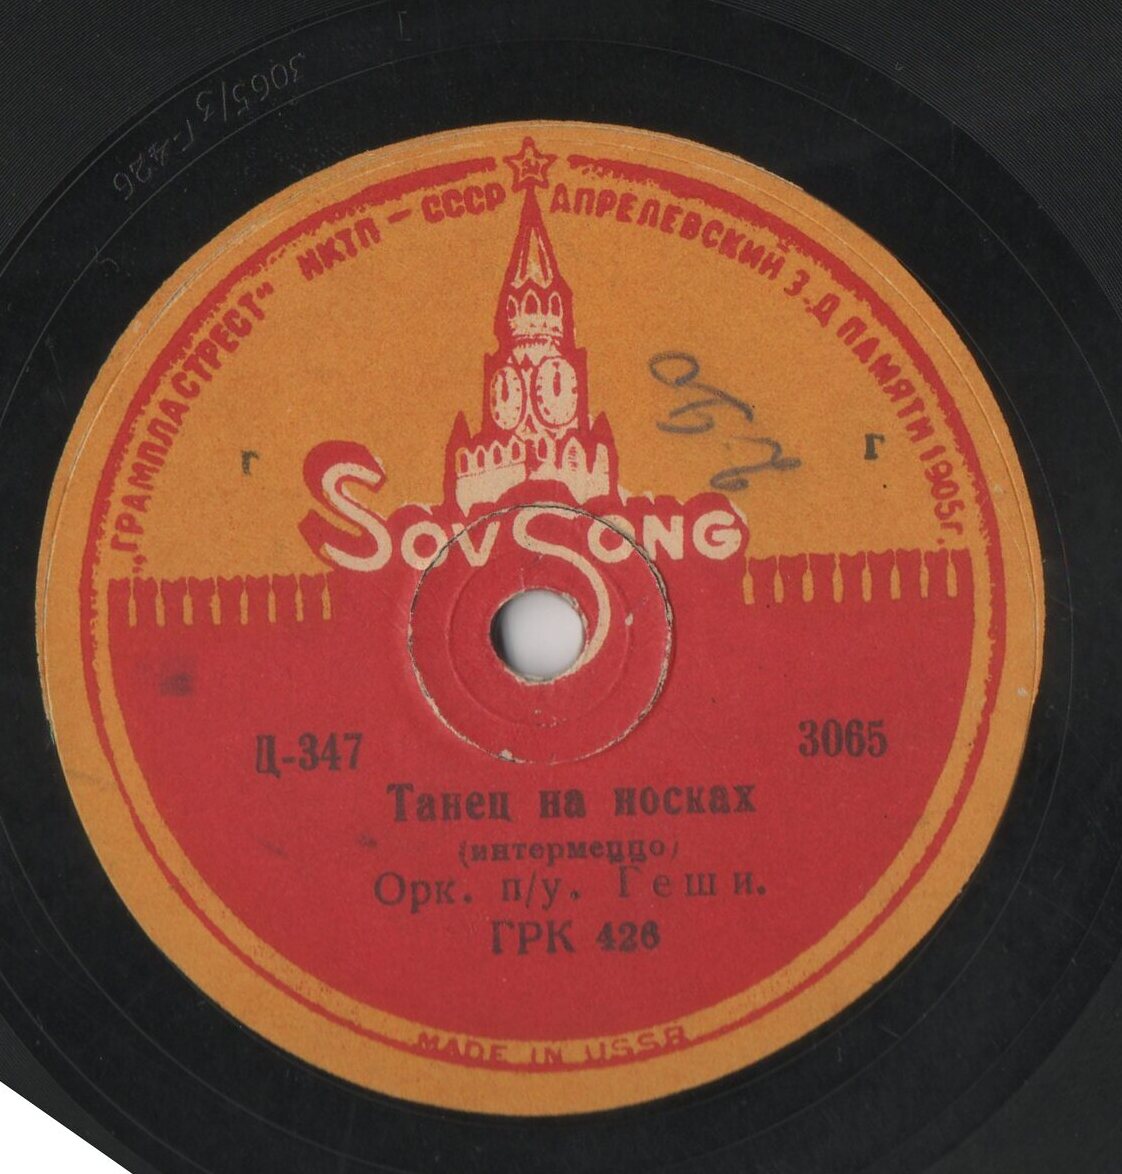 „ГРАМПЛАСТРЕСТ“ НКТП – СССР АПРЕЛЕВСКИЙ З-Д ПАМЯТИ 1905г.
г г
SOVSONG
Ц-347 3065
Танец на носках
(интермеццо)
Орк. п/у. Геши.
ГРК 426
MADE IN USSR
3065/3 Г-426